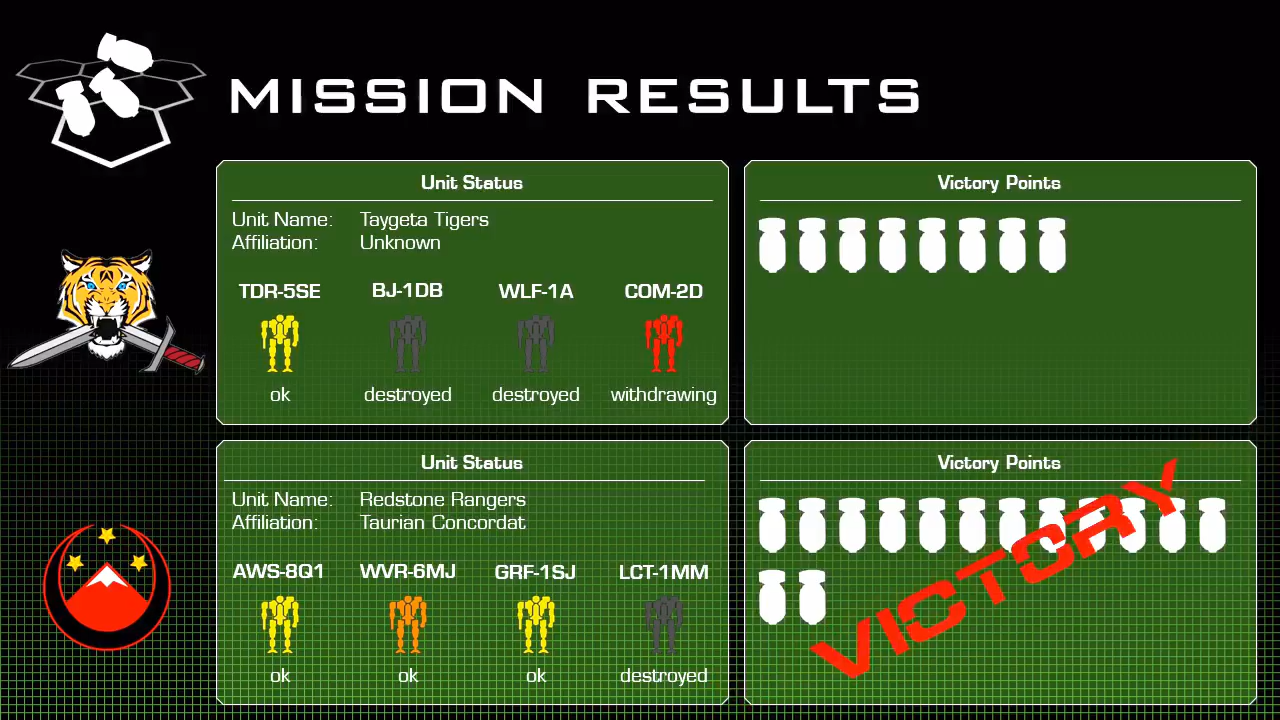 MISSION RESULTS
Unit Status
Unit Name: Taygeta Tigers
Affiliation: Unknown
TDR-5SE BJ-1DB WLF-1A COM-2D
ok destroyed destroyed withdrawing
Victory Points
Unit Status
Unit Name: Redstone Rangers
Affiliation: Taurian Concordat
AWS-8Q1 WVR-6MJ GRF-1SJ LCT-1MM
ok ok ok destroyed
Victory Points
VICTORY